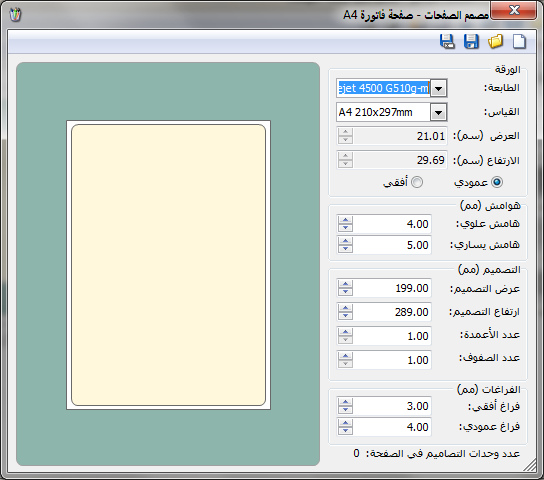 مصمم الصفحات - صفحة فاتورة A4
الورقة
الطابعة: ejet 4500 G510g-m
القياس: A4 210x297mm
العرض (سم): 21.01
الارتفاع (سم): 29.69
عمودي أفقي
هوامش (مم)
هامش علوي: 4.00
هامش يساري: 5.00
التصميم (مم)
عرض التصميم: 199.00
ارتفاع التصميم: 289.00
عدد الأعمدة: 1.00
عدد الصفوف: 1.00
الفراغات (مم)
فراغ أفقي: 3.00
فراغ عمودي: 4.00
عدد وحدات التصاميم في الصفحة: 0